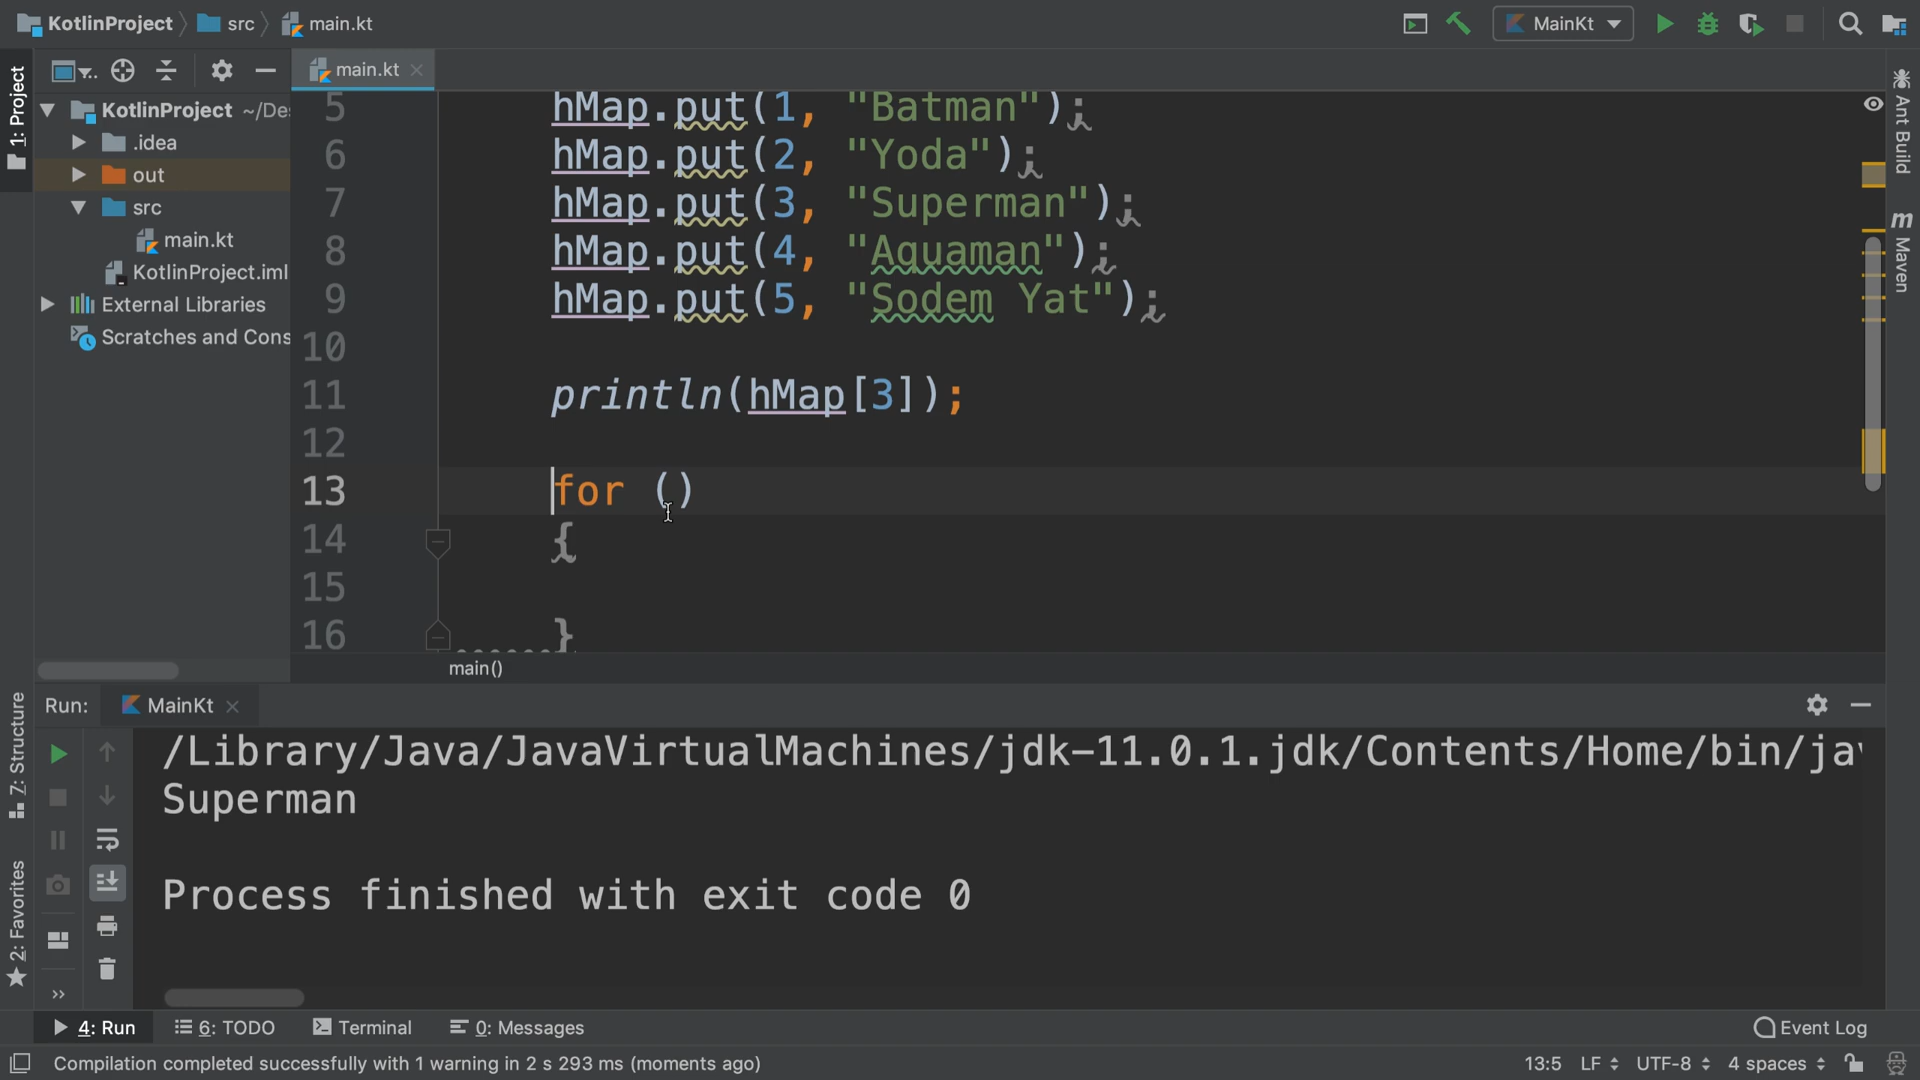 KotlinProject src main.kt MainKt
1: Project
main.kt
KotlinProject ~/De
.idea
out
src
main.kt
KotlinProject.iml
External Libraries
Scratches and Cons
5 hMap.put(1, "Batman");
6 hMap.put(2, "Yoda");
7 hMap.put(3, "Superman");
8 hMap.put(4, "Aquaman");
9 hMap.put(5, "Sodem Yat");
10
11 println(hMap[3]);
12
13 for ()
14 {
15
16 }
main()
Ant Build
m Maven
Run: MainKt
/Library/Java/JavaVirtualMachines/jdk-11.0.1.jdk/Contents/Home/bin/jav
Superman
Process finished with exit code 0
7: Structure
2: Favorites
4: Run 6: TODO Terminal 0: Messages Event Log
Compilation completed successfully with 1 warning in 2 s 293 ms (moments ago) 13:5 LF UTF-8 4 spaces